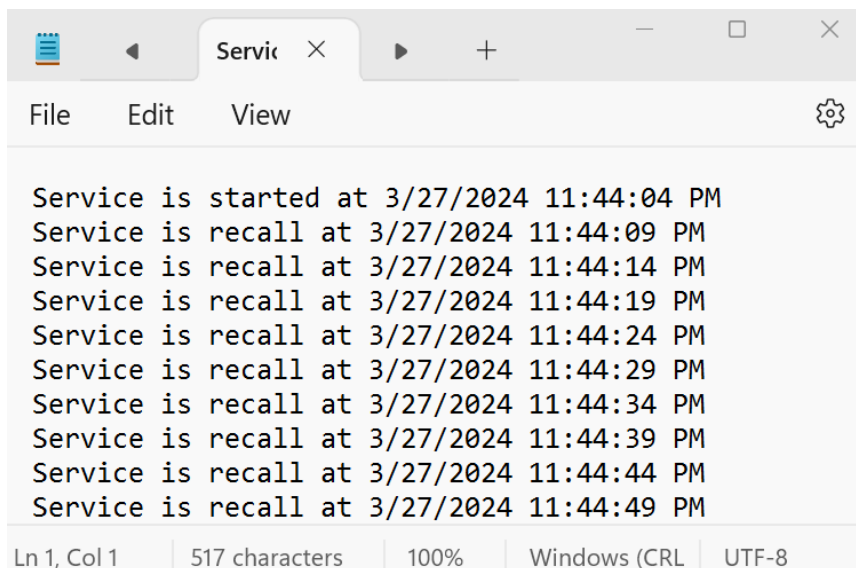 Servic
File Edit View
Service is started at 3/27/2024 11:44:04 PM
Service is recall at 3/27/2024 11:44:09 PM
Service is recall at 3/27/2024 11:44:14 PM
Service is recall at 3/27/2024 11:44:19 PM
Service is recall at 3/27/2024 11:44:24 PM
Service is recall at 3/27/2024 11:44:29 PM
Service is recall at 3/27/2024 11:44:34 PM
Service is recall at 3/27/2024 11:44:39 PM
Service is recall at 3/27/2024 11:44:44 PM
Service is recall at 3/27/2024 11:44:49 PM
Ln 1, Col 1 517 characters 100% Windows (CRL UTF-8